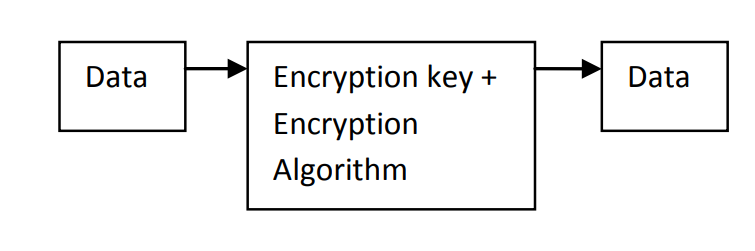 Data
Encryption key +
Encryption
Algorithm
Data